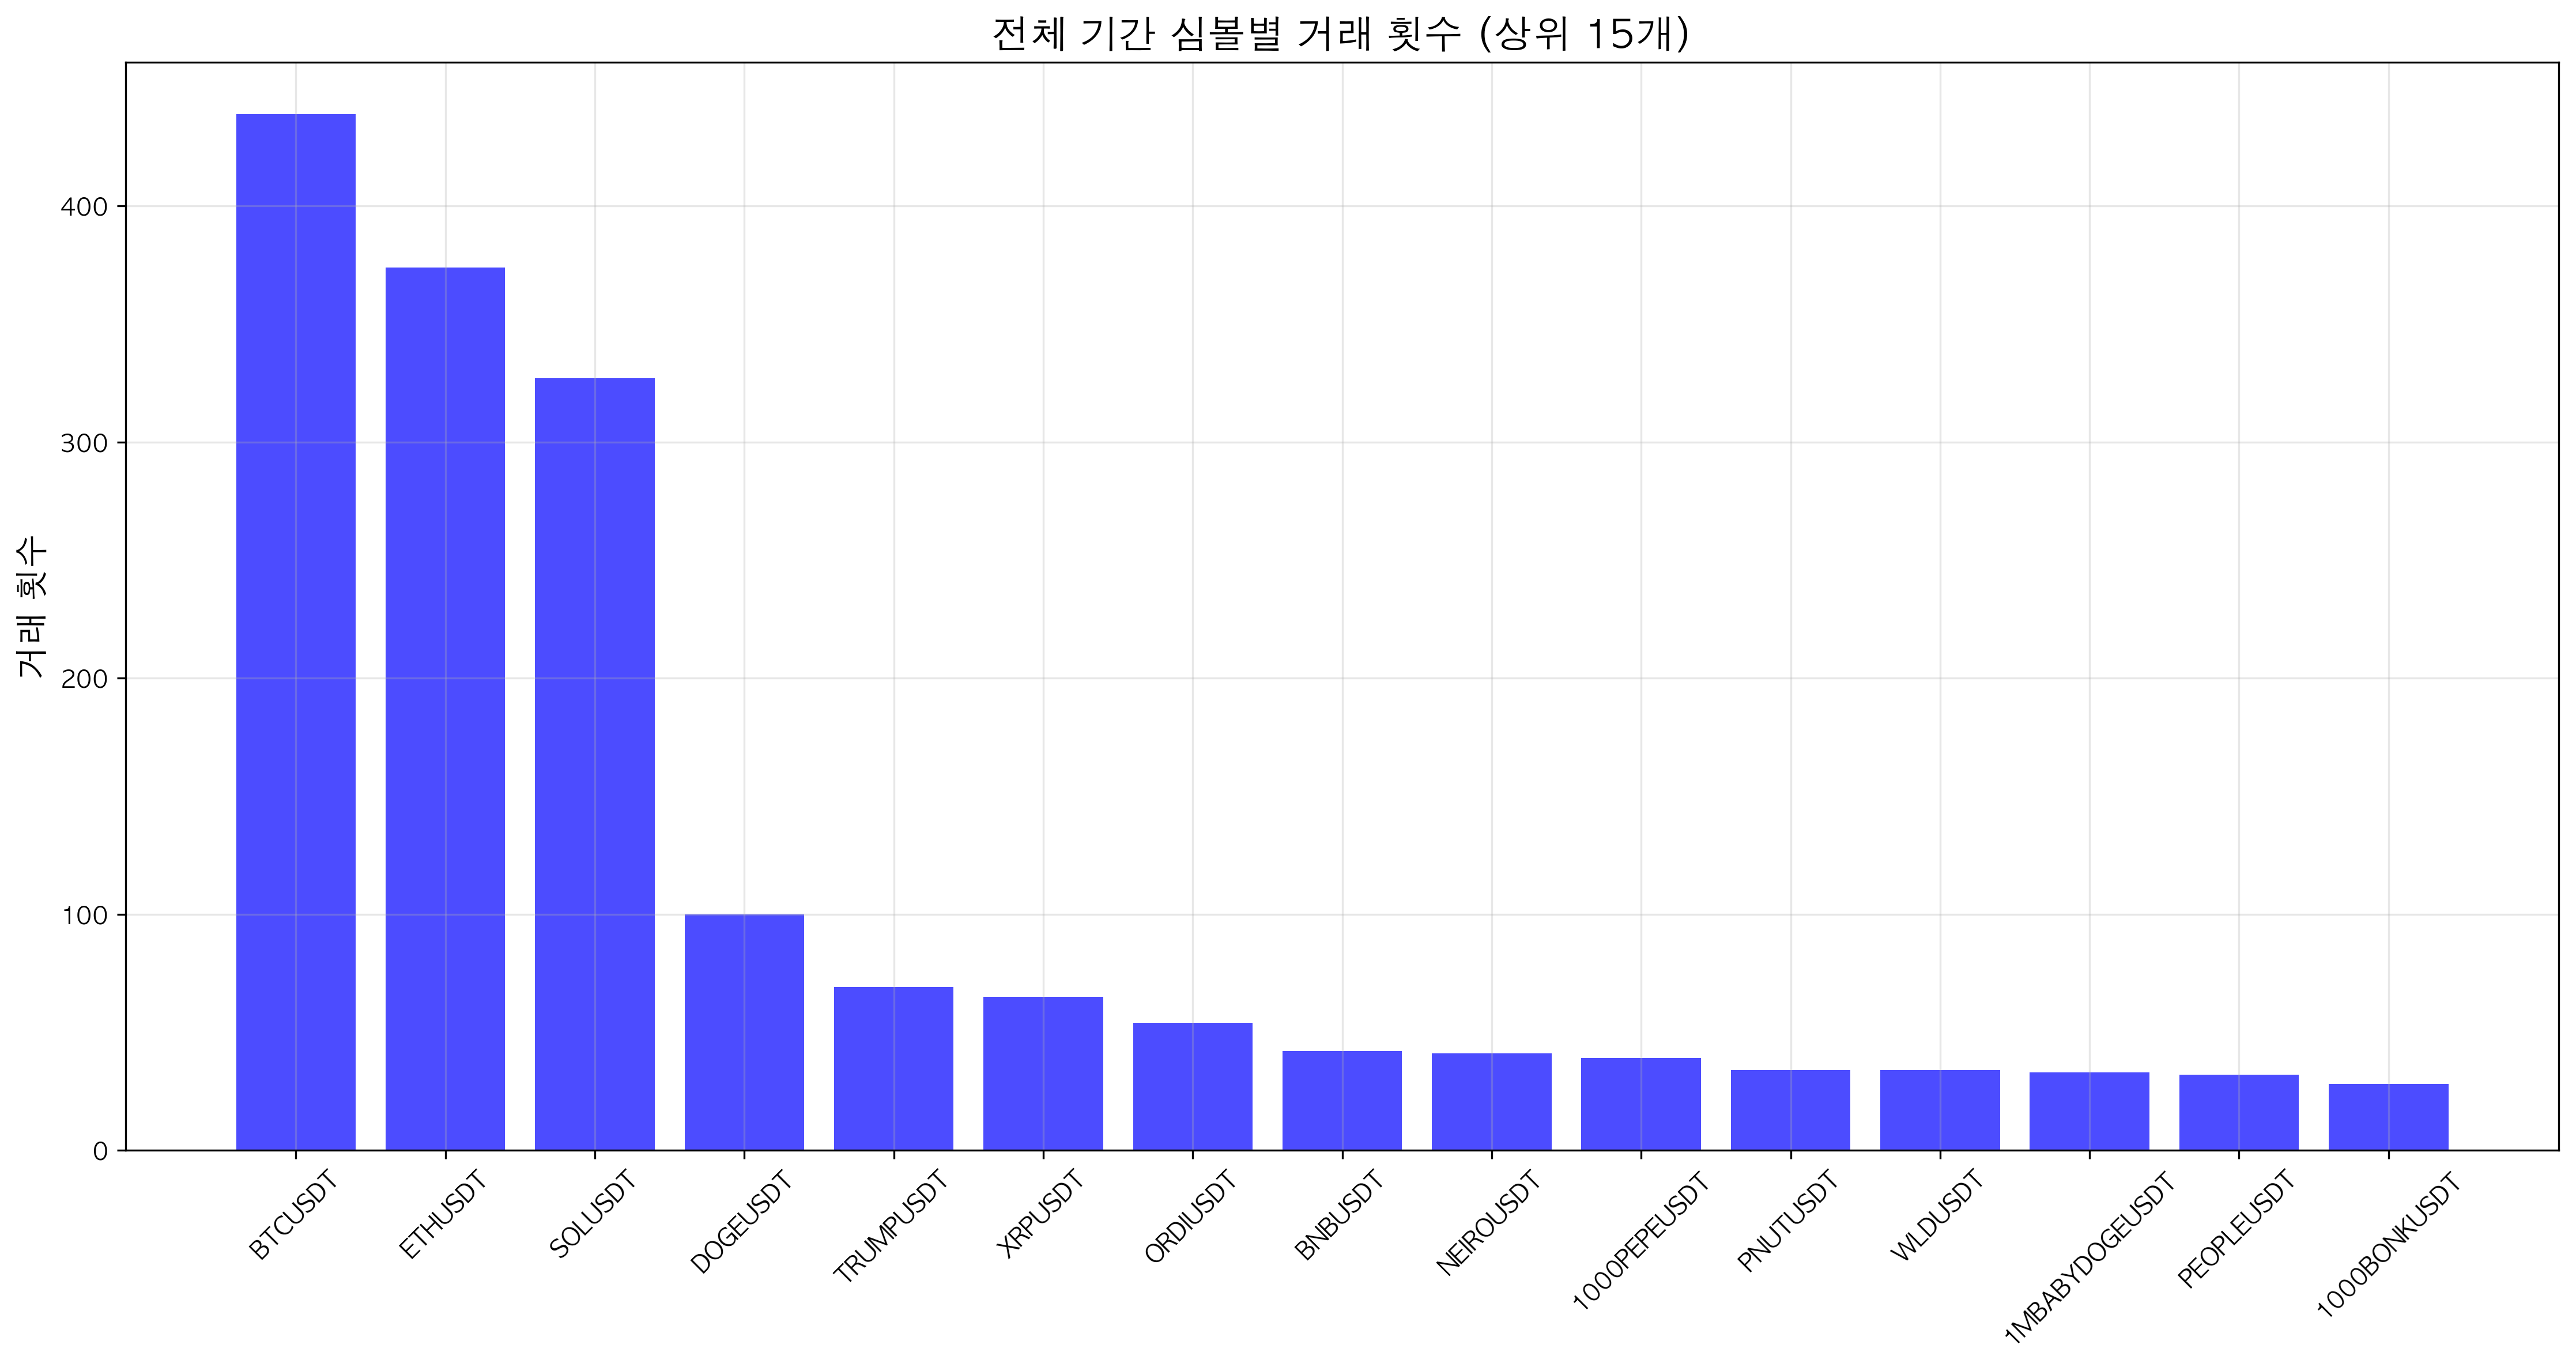 전체 기간 심볼별 거래 횟수 (상위 15개)
거래 횟수
400
300
200
100
0
BTCUSDT
ETHUSDT
SOLUSDT
DOGEUSDT
TRUMPUSDT
XRPUSDT
ORDIUSDT
BNBUSDT
NEIROUSDT
1000PEPEUSDT
PNUTUSDT
WLDUSDT
1MBABYDOGEUSDT
PEOPLEUSDT
1000BONKUSDT